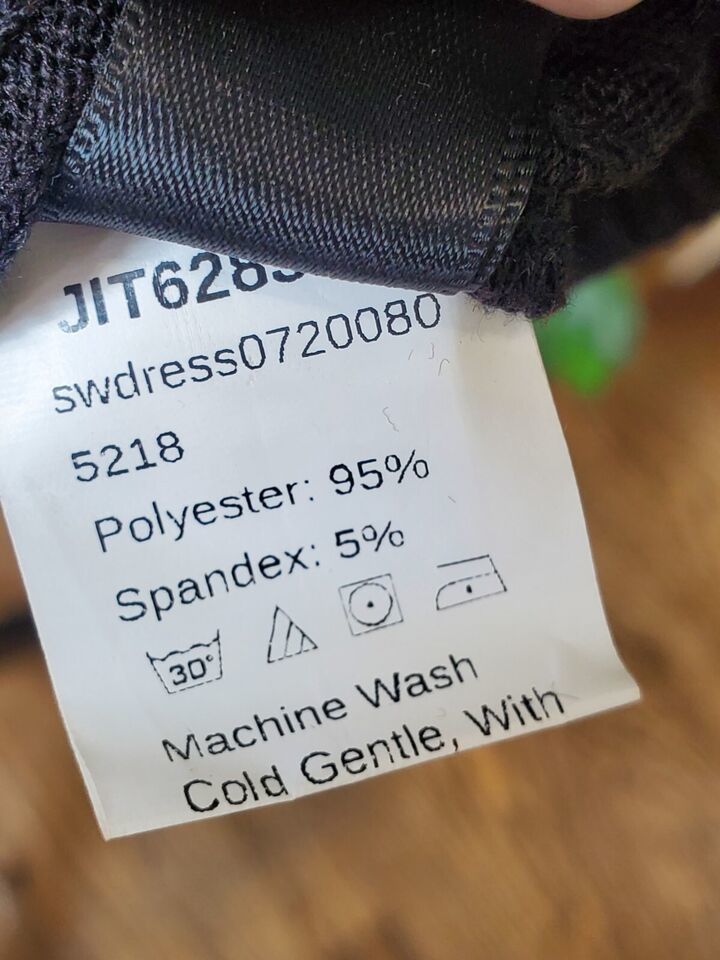 swdress0720080
5218
Polyester: 95%
Spandex: 5%
30°
Machine Wash
Cold Gentle, With